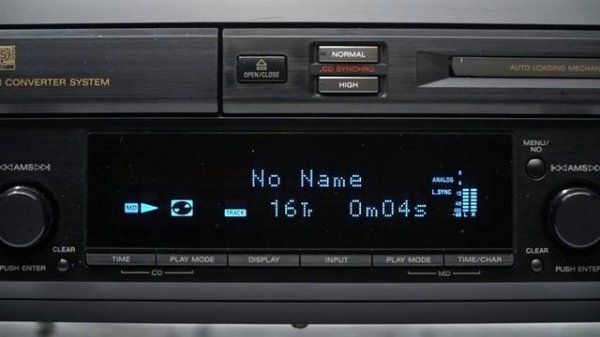 CONVERTER SYSTEM
OPEN/CLOSE
NORMAL
CD SYNCHRO
HIGH
AUTO LOADING MECHAN
MENU/
NO
AMS
AMS
No Name
ANALOG
L.SYNC
MD
TRACK
16Tr
0m04s
L R
CLEAR
PUSH ENTER
TIME
PLAY MODE
DISPLAY
INPUT
PLAY MODE
TIME/CHAR
CD
MD
CLEAR
PUSH ENTER